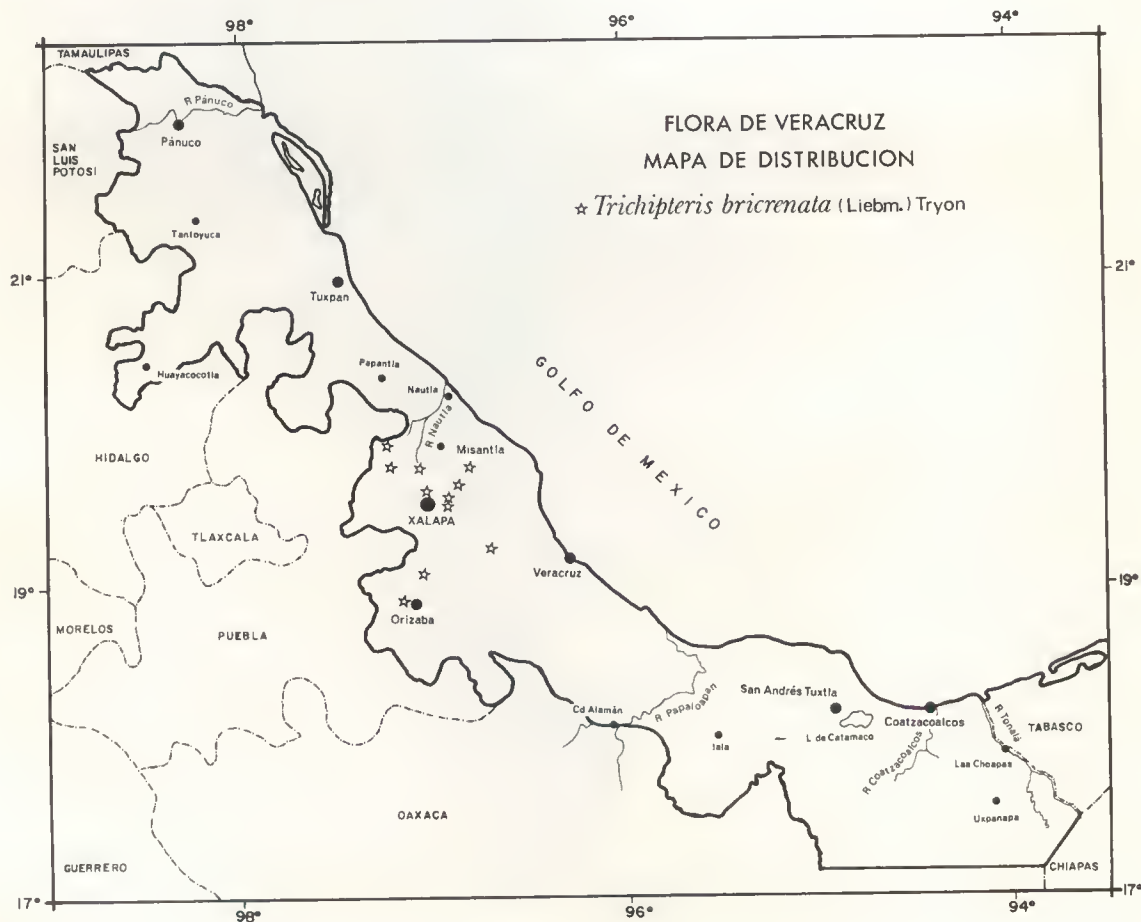 98°
96°
94°
TAMAULIPAS
R Pánuco
Pánuco
SAN
LUIS
POTOSI
Tantoyuca
FLORA DE VERACRUZ
MAPA DE DISTRIBUCION
☆ Trichipteris bricrenata (Liebm.) Tryon
21°
21°
Tuxpan
Huayacocotla
Papantla
Nautla
R Nautla
Misantla
GOLFO DE MEXICO
HIDALGO
XALAPA
TLAXCALA
Veracruz
19°
19°
MORELOS
PUEBLA
Orizaba
Cd Alamán
R Papaloapan
San Andrés Tuxtla
Isla
L de Catamaco
Coatzacoalcos
R Coatzacoalcos
R Tonalá
TABASCO
Las Choapas
Uxpanapa
OAXACA
GUERRERO
CHIAPAS
17°
17°
98°
96°
94°